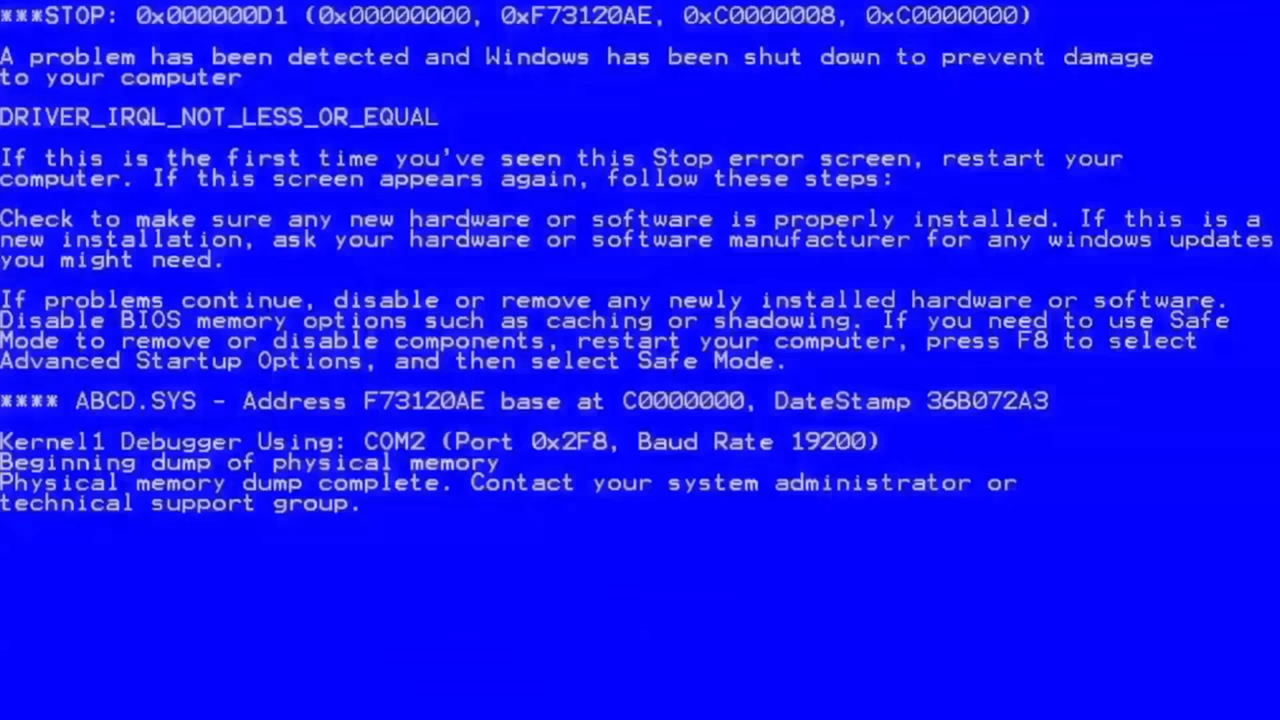 ***STOP: 0x000000D1 (0x00000000, 0xF73120AE, 0xC0000008, 0xC0000000)
A problem has been detected and Windows has been shut down to prevent damage
to your computer
DRIVER_IRQL_NOT_LESS_OR_EQUAL
If this is the first time you've seen this Stop error screen, restart your
computer. If this screen appears again, follow these steps:
Check to make sure any new hardware or software is properly installed. If this is a
new installation, ask your hardware or software manufacturer for any windows updates
you might need.
If problems continue, disable or remove any newly installed hardware or software.
Disable BIOS memory options such as caching or shadowing. If you need to use Safe
Mode to remove or disable components, restart your computer, press F8 to select
Advanced Startup Options, and then select Safe Mode.
**** ABCD.SYS - Address F73120AE base at C0000000, DateStamp 36B072A3
Kernel1 Debugger Using: COM2 (Port 0x2F8, Baud Rate 19200)
Beginning dump of physical memory
Physical memory dump complete. Contact your system administrator or
technical support group.